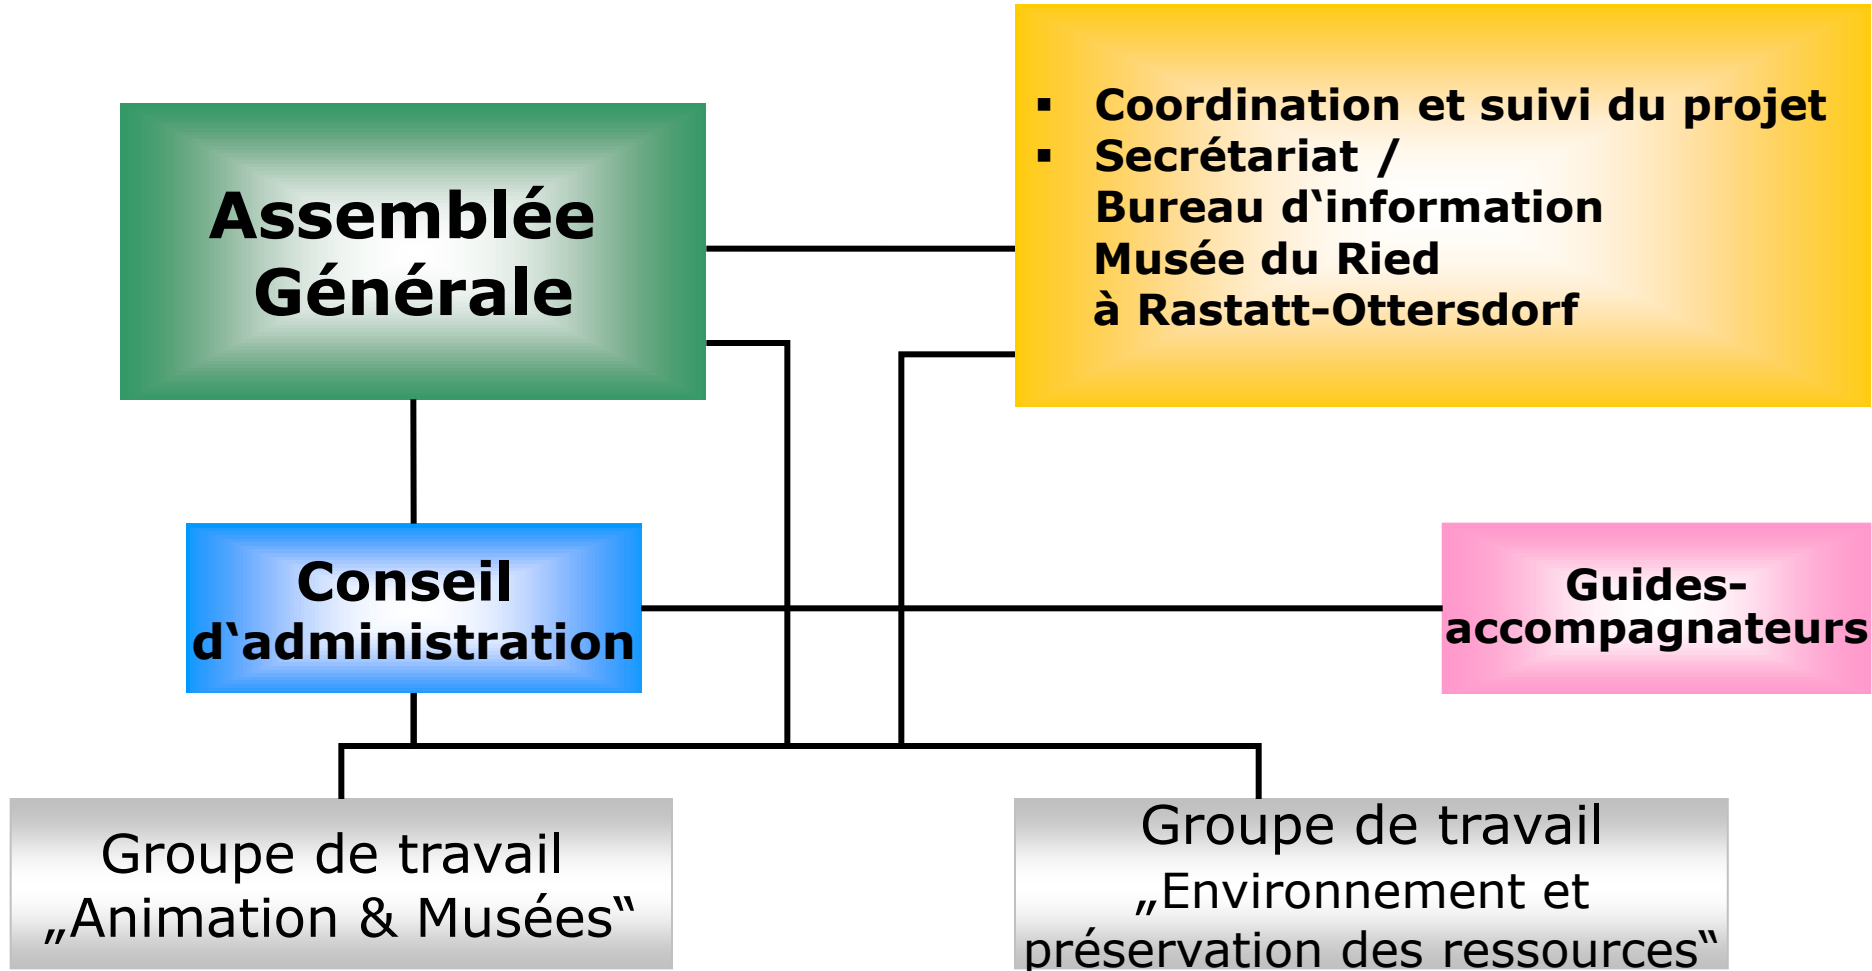 Assemblée
Générale
▪ Coordination et suivi du projet
▪ Secrétariat /
Bureau d‘information
Musée du Ried
à Rastatt-Ottersdorf
Conseil
d‘administration
Guides-
accompagnateurs
Groupe de travail
„Animation & Musées“
Groupe de travail
„Environnement et
préservation des ressources“